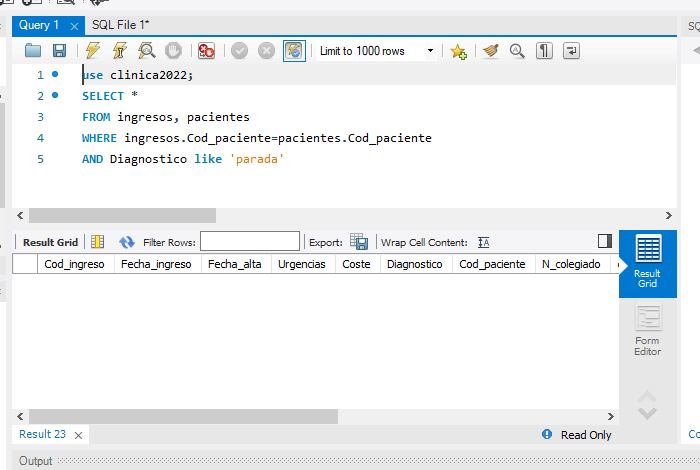 Query 1
SQL File 1*
SQ
Limit to 1000 rows
1 use clinica2022;
2 SELECT *
3 FROM ingresos, pacientes
4 WHERE ingresos.Cod_paciente=pacientes.Cod_paciente
5 AND Diagnostico like 'parada'
Result Grid Filter Rows: Export: Wrap Cell Content:
Cod_ingreso Fecha_ingreso Fecha_alta Urgencias Coste Diagnostico Cod_paciente N_colegiado
Result
Grid
Form
Editor
Result 23
Read Only
Co
Output